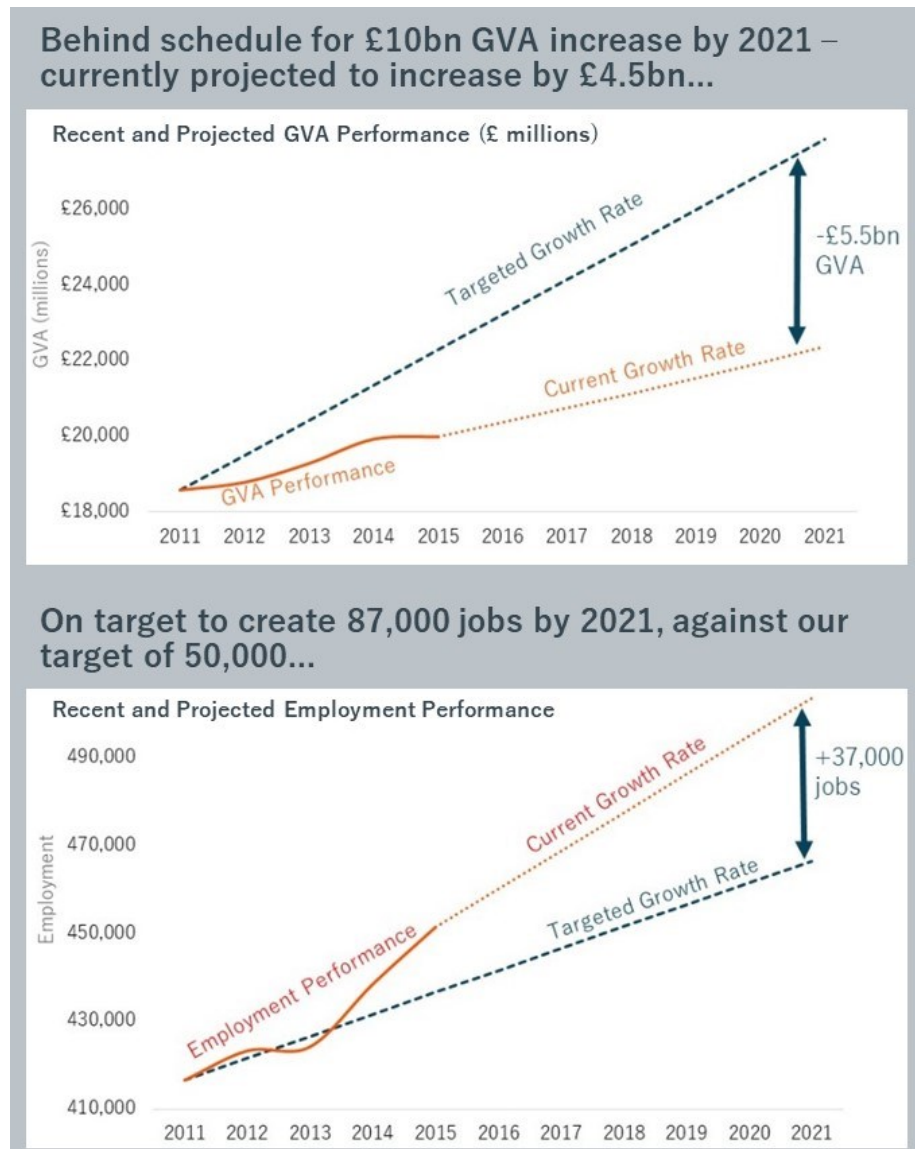 Behind schedule for £10bn GVA increase by 2021 –
currently projected to increase by £4.5bn...
Recent and Projected GVA Performance (£ millions)
GVA (millions)
£26,000
£24,000
£22,000
£20,000
£18,000
Targeted Growth Rate
-£5.5bn
GVA
Current Growth Rate
GVA Performance
2011 2012 2013 2014 2015 2016 2017 2018 2019 2020 2021
On target to create 87,000 jobs by 2021, against our
target of 50,000...
Recent and Projected Employment Performance
Employment
490,000
470,000
450,000
430,000
410,000
Current Growth Rate
+37,000
jobs
Targeted Growth Rate
Employment Performance
2011 2012 2013 2014 2015 2016 2017 2018 2019 2020 2021